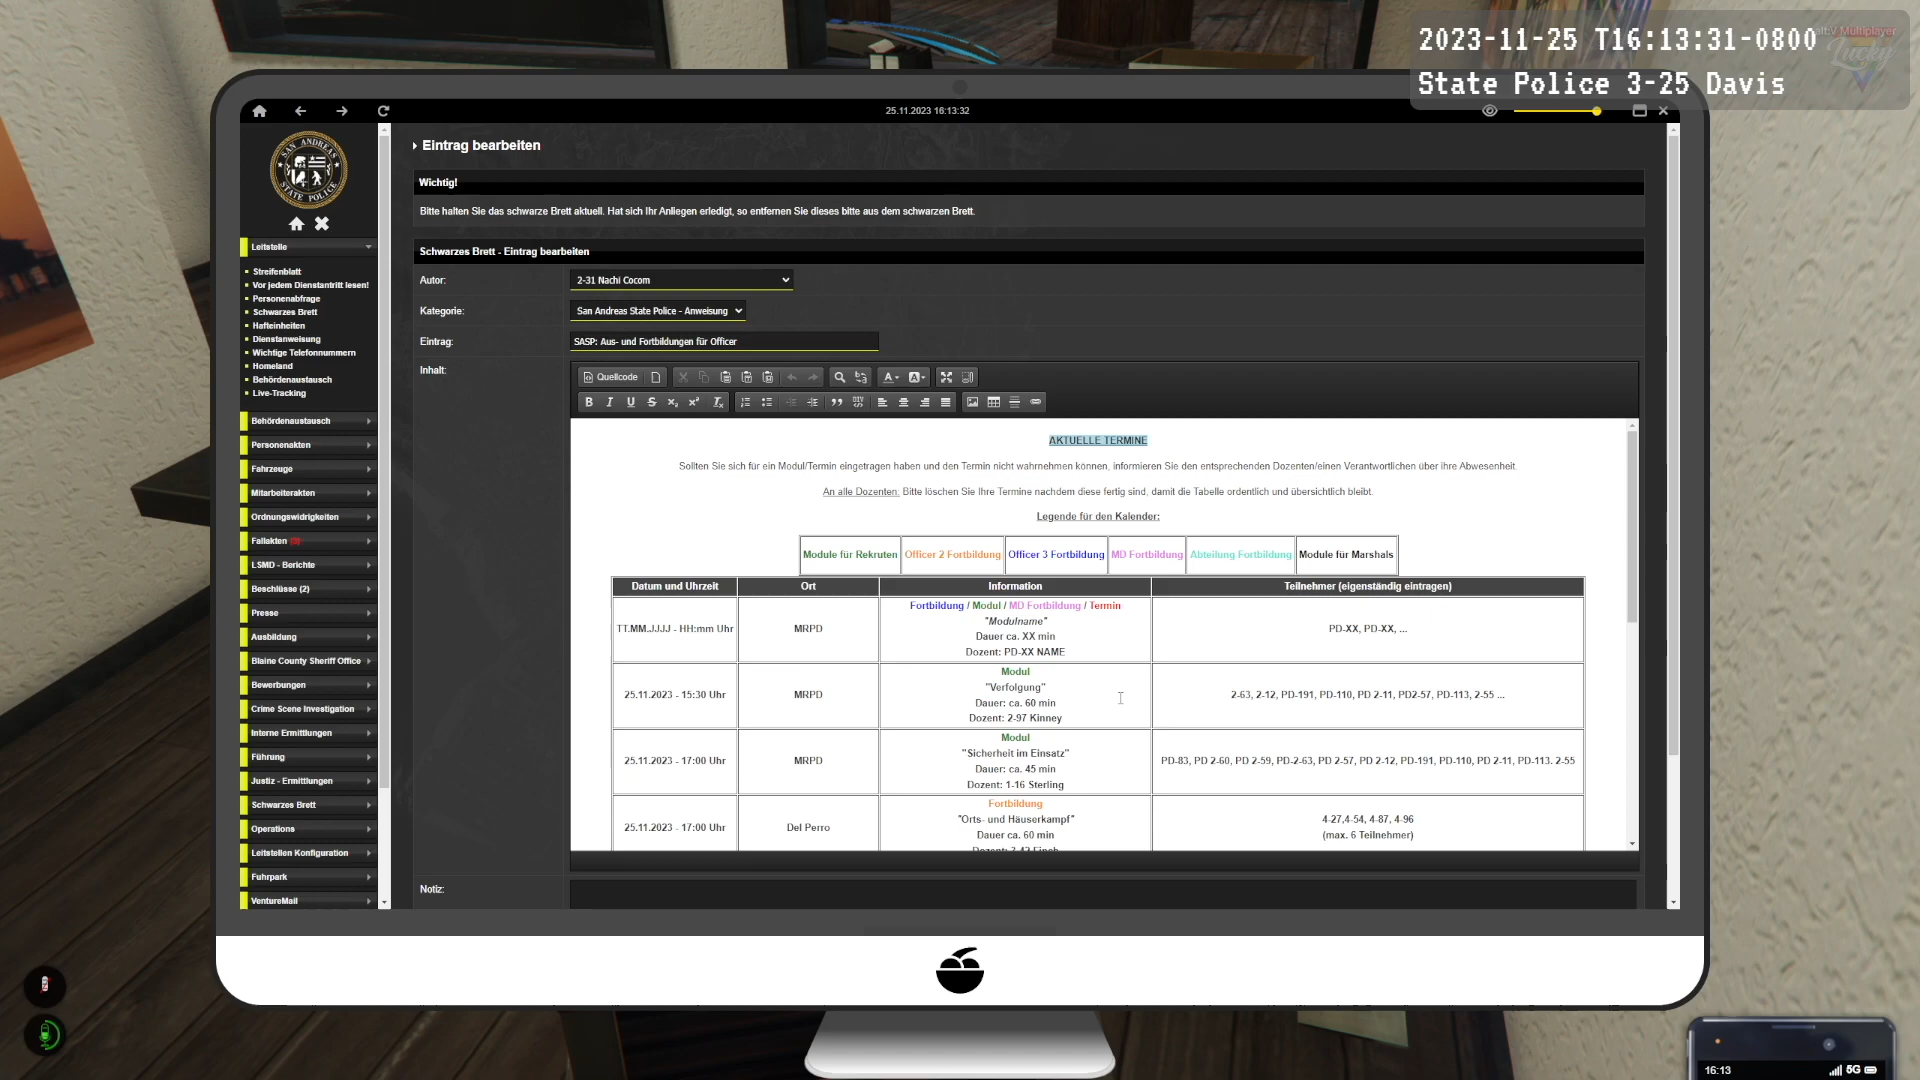 2023-11-25 T16:13:31-0800
State Police 3-25 Davis
alt:V Multiplayer
Lucky
V
25.11.2023 16:13:32
SAN ANDREAS
STATE POLICE
Leitstelle
Streifenblatt
Vor jedem Dienstantritt lesen!
Personenabfrage
Schwarzes Brett
Hafteinheiten
Dienstanweisung
Wichtige Telefonnummern
Homeland
Behördenaustausch
Live-Tracking
Behördenaustausch
Personenakten
Fahrzeuge
Mitarbeiterakten
Ordnungswidrigkeiten
Fallakten
LSMD - Berichte
Beschlüsse (2)
Presse
Ausbildung
Blaine County Sheriff Office
Bewerbungen
Crime Scene Investigation
Interne Ermittlungen
Führung
Justiz - Ermittlungen
Schwarzes Brett
Operations
Leitstellen Konfiguration
Fuhrpark
VentureMail
Eintrag bearbeiten
Wichtig!
Bitte halten Sie das schwarze Brett aktuell. Hat sich Ihr Anliegen erledigt, so entfernen Sie dieses bitte aus dem schwarzen Brett.
Schwarzes Brett - Eintrag bearbeiten
Autor: 2-31 Nachi Cocom
Kategorie: San Andreas State Police - Anweisung
Eintrag: SASP: Aus- und Fortbildungen für Officer
Inhalt:
Quellcode
AKTUELLE TERMINE
Sollten Sie sich für ein Modul/Termin eingetragen haben und den Termin nicht wahrnehmen können, informieren Sie den entsprechenden Dozenten/einen Verantwortlichen über ihre Abwesenheit.
An alle Dozenten: Bitte löschen Sie Ihre Termine nachdem diese fertig sind, damit die Tabelle ordentlich und übersichtlich bleibt.
Legende für den Kalender:
Module für Rekruten Officer 2 Fortbildung Officer 3 Fortbildung MD Fortbildung Abteilung Fortbildung Module für Marshals
Datum und Uhrzeit Ort Information Teilnehmer (eigenständig eintragen)
Fortbildung / Modul / MD Fortbildung / Termin
"Modulname"
TT.MM.JJJJ - HH:mm Uhr MRPD PD-XX, PD-XX, ...
Dauer ca. XX min
Dozent: PD-XX NAME
Modul
"Verfolgung"
25.11.2023 - 15:30 Uhr MRPD 2-63, 2-12, PD-191, PD-110, PD 2-11, PD2-57, PD-113, 2-55 ...
Dauer: ca. 60 min
Dozent: 2-97 Kinney
Modul
"Sicherheit im Einsatz"
25.11.2023 - 17:00 Uhr MRPD PD-83, PD 2-60, PD 2-59, PD-2-63, PD 2-57, PD 2-12, PD-191, PD-110, PD 2-11, PD-113. 2-55
Dauer: ca. 45 min
Dozent: 1-16 Sterling
Fortbildung
"Orts- und Häuserkampf" 4-27,4-54, 4-87, 4-96
25.11.2023 - 17:00 Uhr Del Perro
Dauer ca. 60 min (max. 6 Teilnehmer)
Notiz:
16:13 5G